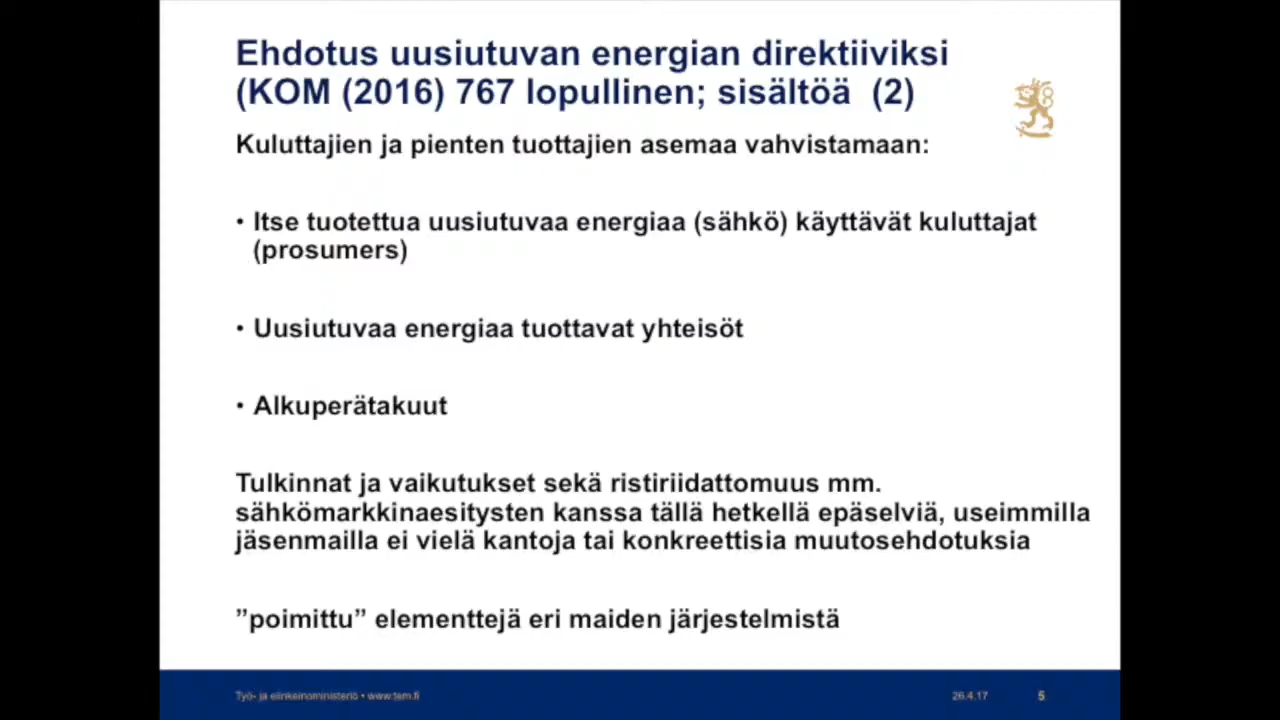 Ehdotus uusiutuvan energian direktiiviksi
(KOM (2016) 767 lopullinen; sisältöä (2)
Kuluttajien ja pienten tuottajien asemaa vahvistamaan:
• Itse tuotettua uusiutuvaa energiaa (sähkö) käyttävät kuluttajat
(prosumers)
• Uusiutuvaa energiaa tuottavat yhteisöt
• Alkuperätakuut
Tulkinnat ja vaikutukset sekä ristiriidattomuus mm.
sähkömarkkinaesitysten kanssa tällä hetkellä epäselviä, useimmilla
jäsenmailla ei vielä kantoja tai konkreettisia muutosehdotuksia
”poimittu” elementtejä eri maiden järjestelmistä
Työ- ja elinkeinoministeriö • www.tem.fi
26.4.17
5